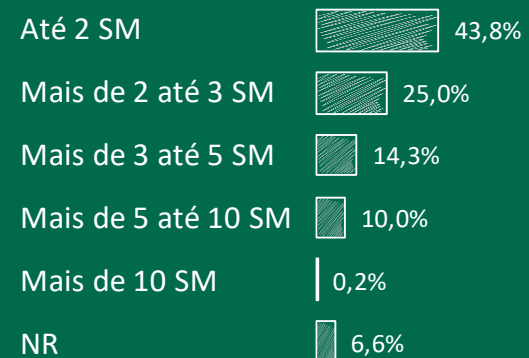 Até 2 SM 43,8%
Mais de 2 até 3 SM 25,0%
Mais de 3 até 5 SM 14,3%
Mais de 5 até 10 SM 10,0%
Mais de 10 SM 0,2%
NR 6,6%